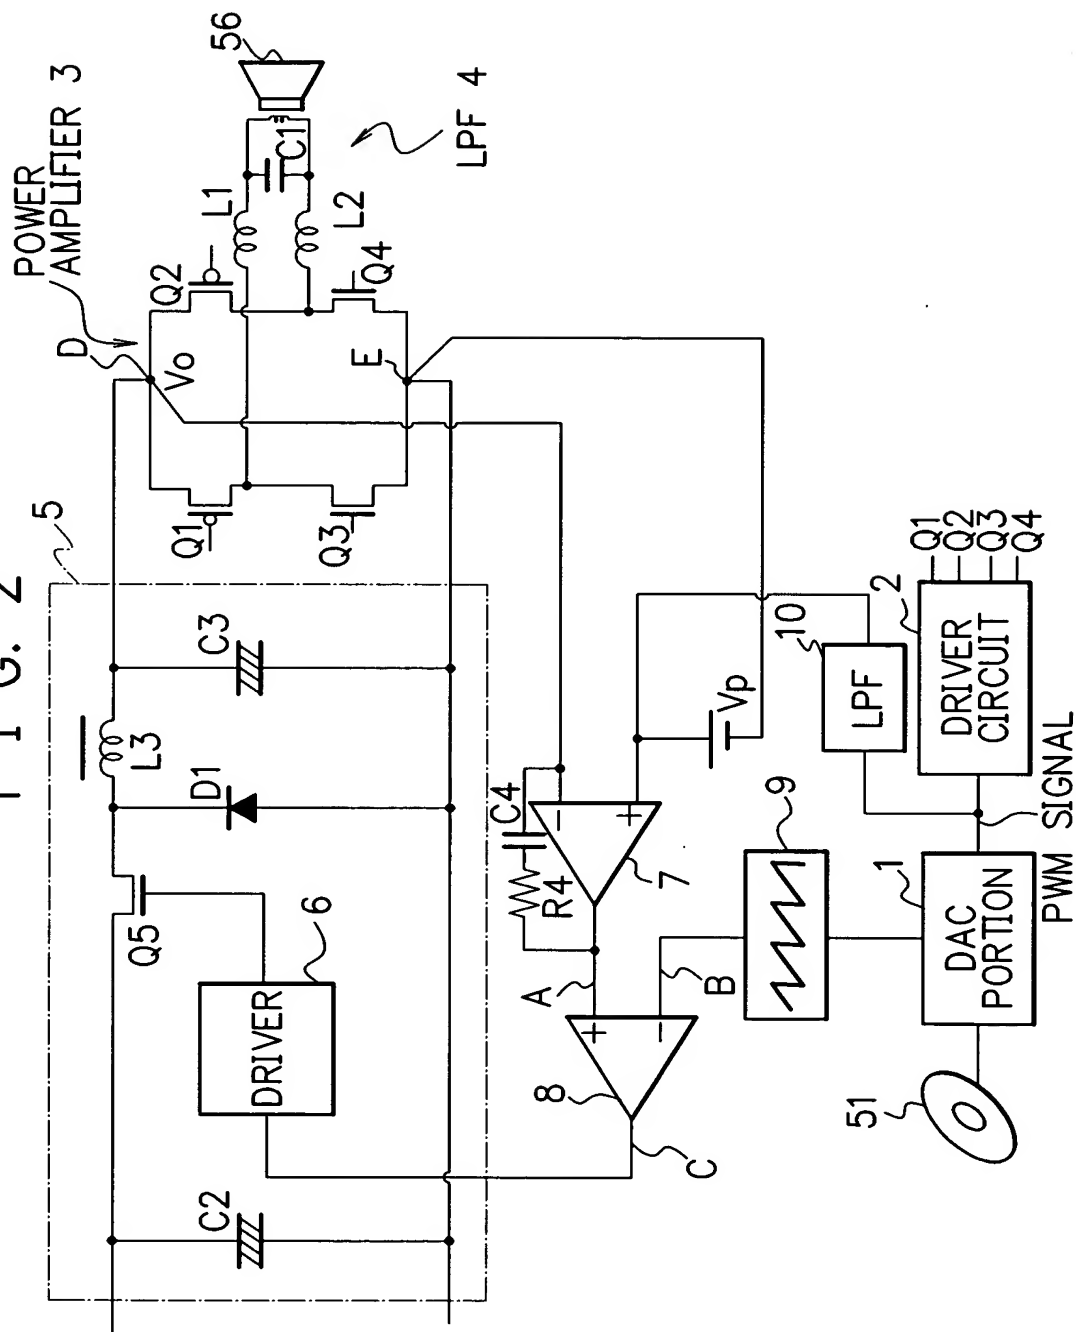 FIG. 2
5
C2
C3
D1
L3
Q5
DRIVER
6
POWER
AMPLIFIER 3
D
Vo
Q1
Q2
Q3
Q4
E
L1
L2
C1
56
LPF 4
8
C
A
B
R4
C4
7
+
−
+
−
Vp
9
10
LPF
51
1
DAC
PORTION
PWM SIGNAL
2
DRIVER
CIRCUIT
Q1
Q2
Q3
Q4